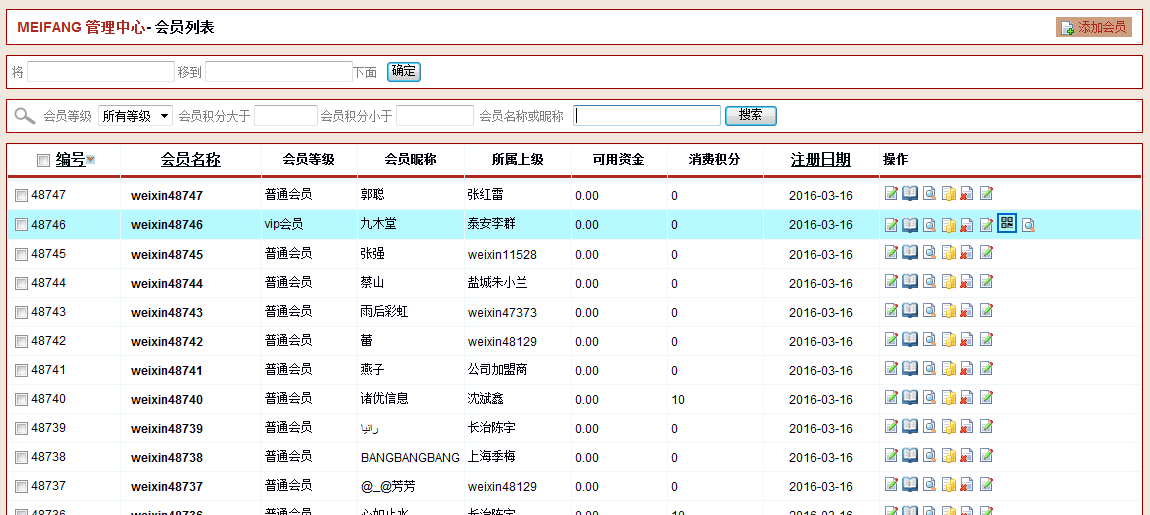 MEIFANG 管理中心 - 会员列表 添加会员
将 移到 下面 确定
会员等级 所有等级 会员积分大于 会员积分小于 会员名称或昵称 搜索
编号 会员名称 会员等级 会员昵称 所属上级 可用资金 消费积分 注册日期 操作
48747 weixin48747 普通会员 郭聪 张红雷 0.00 0 2016-03-16
48746 weixin48746 vip会员 九木堂 泰安李群 0.00 0 2016-03-16
48745 weixin48745 普通会员 张强 weixin11528 0.00 0 2016-03-16
48744 weixin48744 普通会员 蔡山 盐城朱小兰 0.00 0 2016-03-16
48743 weixin48743 普通会员 雨后彩虹 weixin47373 0.00 0 2016-03-16
48742 weixin48742 普通会员 蕾 weixin48129 0.00 0 2016-03-16
48741 weixin48741 普通会员 燕子 公司加盟商 0.00 0 2016-03-16
48740 weixin48740 普通会员 诸优信息 沈斌鑫 0.00 10 2016-03-16
48739 weixin48739 普通会员 رانيا 长治陈宇 0.00 0 2016-03-16
48738 weixin48738 普通会员 BANGBANGBANG 上海季梅 0.00 0 2016-03-16
48737 weixin48737 普通会员 @_@芳芳 weixin48129 0.00 0 2016-03-16
48736 weixin48736 普通会员 心如止水 长治陈宇 0.00 10 2016-03-16